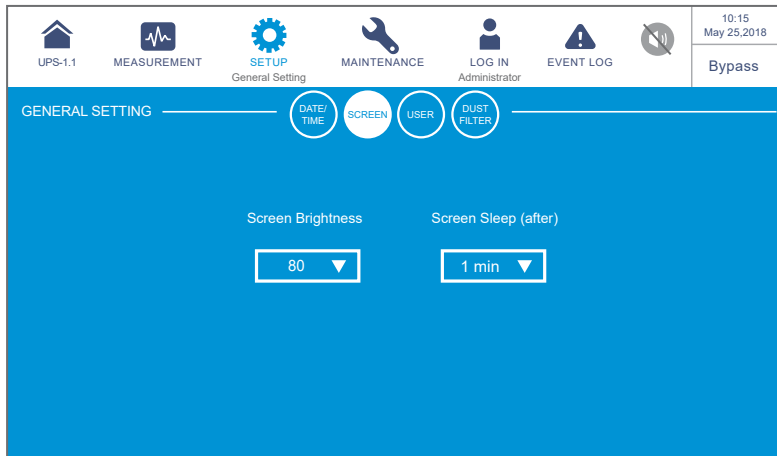 10:15
May 25,2018
UPS-1.1
MEASUREMENT
SETUP
General Setting
MAINTENANCE
LOG IN
Administrator
EVENT LOG
Bypass
GENERAL SETTING
DATE/
TIME
SCREEN
USER
DUST
FILTER
Screen Brightness
Screen Sleep (after)
80
1 min